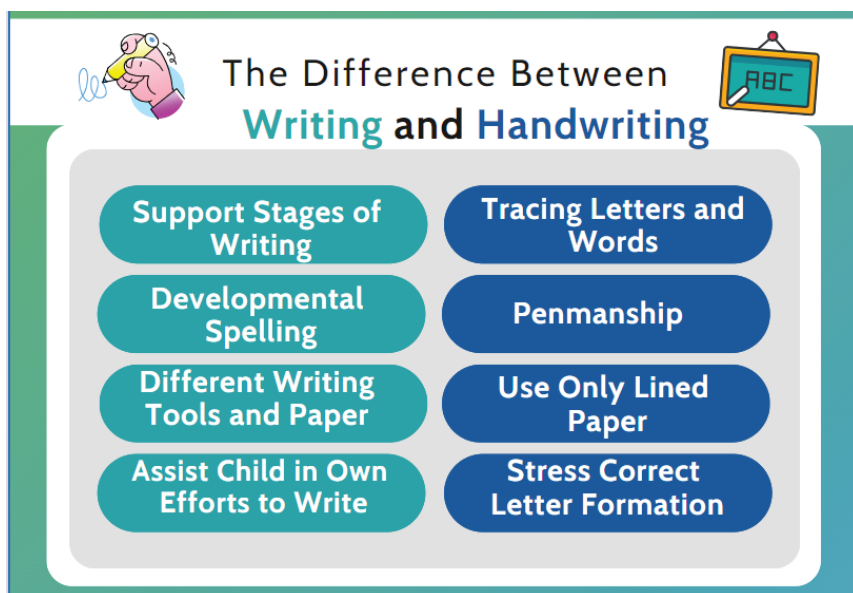 The Difference Between
ABC
Writing and Handwriting
Support Stages of
Writing
Tracing Letters and
Words
Developmental
Spelling
Penmanship
Different Writing
Tools and Paper
Use Only Lined
Paper
Assist Child in Own
Efforts to Write
Stress Correct
Letter Formation